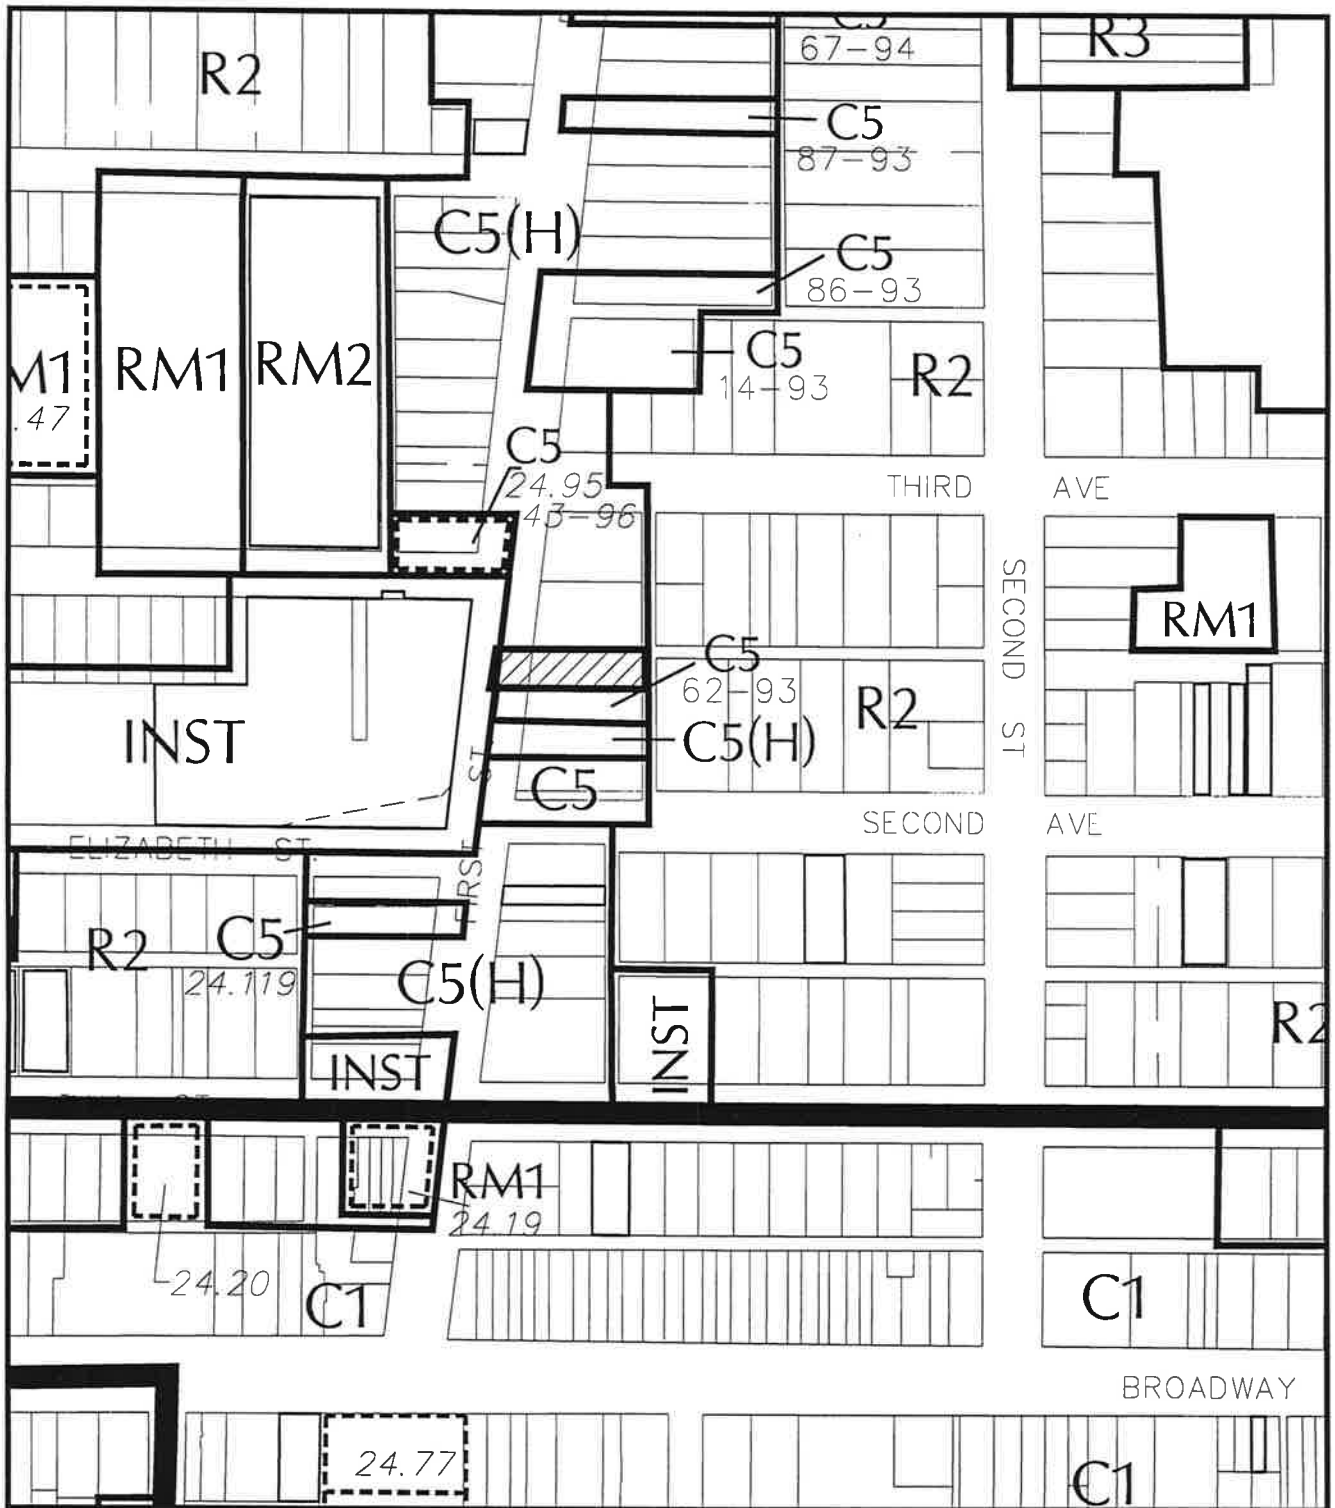 R2
C5
67-94
R3
C5
87-93
C5(H)
C5
86-93
M1
.47
RM1
RM2
C5
14-93
R2
C5
24.95
43-96
THIRD AVE
SECOND ST
RM1
C5
62-93
R2
INST
C5(H)
C5
FIRST ST
SECOND AVE
ELIZABETH ST.
R2
C5
24.119
C5(H)
INST
INST
R2
RM1
24.19
24.20
C1
C1
BROADWAY
24.77
C1